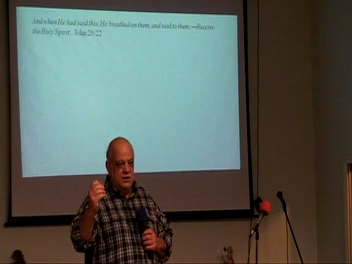 And when He had said this, He breathed on them, and said to them, ―Receive
the Holy Spirit. John 20:22